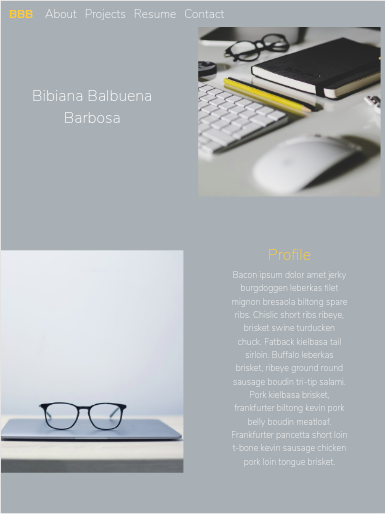 BBB About Projects Resume Contact
Bibiana Balbuena
Barbosa
Profile
Bacon ipsum dolor amet jerky
burgdoggen leberkas filet
mignon bresaola biltong spare
ribs. Chislic short ribs ribeye,
brisket swine turducken
chuck. Fatback kielbasa tail
sirloin. Buffalo leberkas
brisket, ribeye ground round
sausage boudin tri-tip salami.
Pork kielbasa brisket,
frankfurter biltong kevin pork
belly boudin meatloaf.
Frankfurter pancetta short loin
t-bone kevin sausage chicken
pork loin tongue brisket.